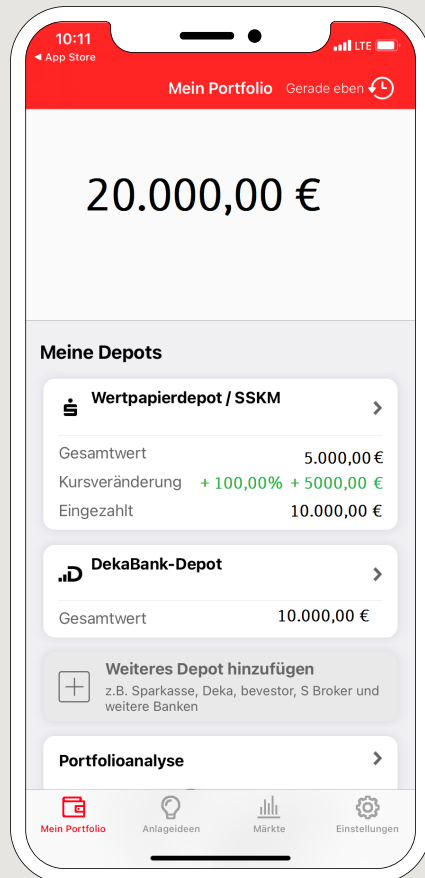 10:11
LTE
◀ App Store
Mein Portfolio Gerade eben
20.000,00 €
Meine Depots
Wertpapierdepot / SSKM
Gesamtwert 5.000,00 €
Kursveränderung + 100,00% + 5000,00 €
Eingezahlt 10.000,00 €
DekaBank-Depot
Gesamtwert 10.000,00 €
Weiteres Depot hinzufügen
z.B. Sparkasse, Deka, bevestor, S Broker und
weitere Banken
Portfolioanalyse
Mein Portfolio Anlageideen Märkte Einstellungen